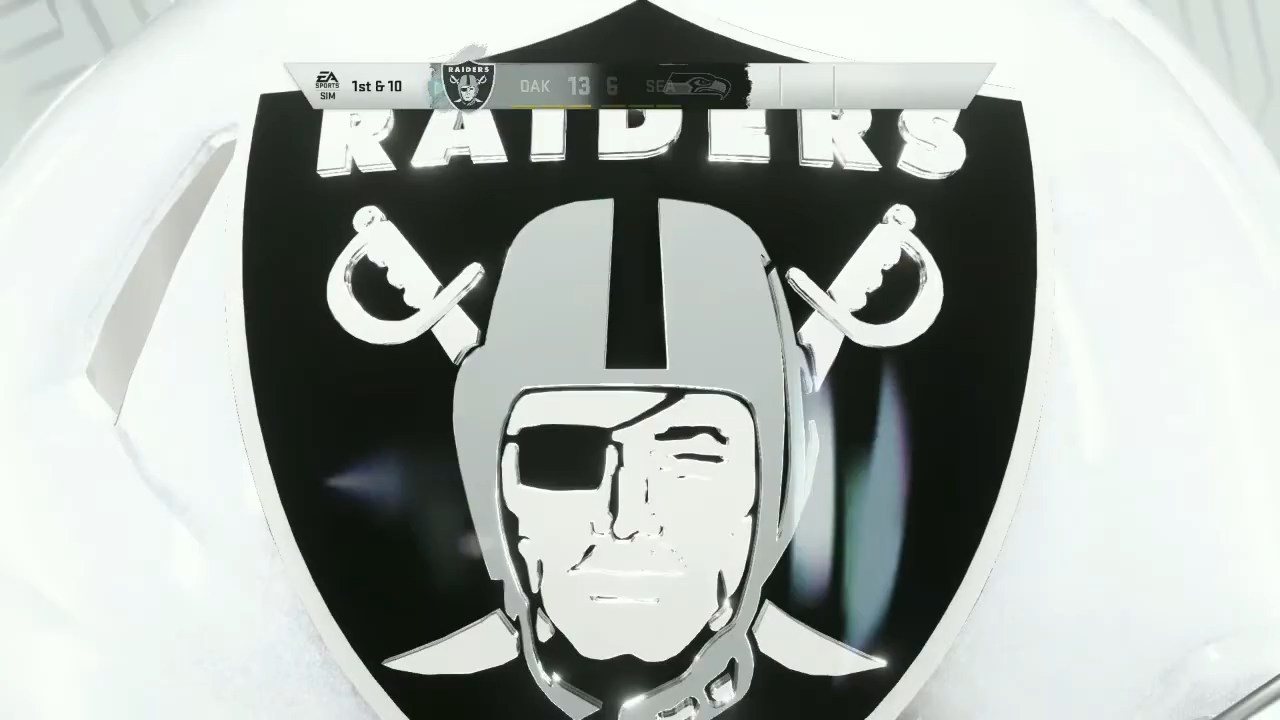 EA
SPORTS
SIM
1st & 10
RAIDERS
OAK 13 6 SEA
RAIDERS